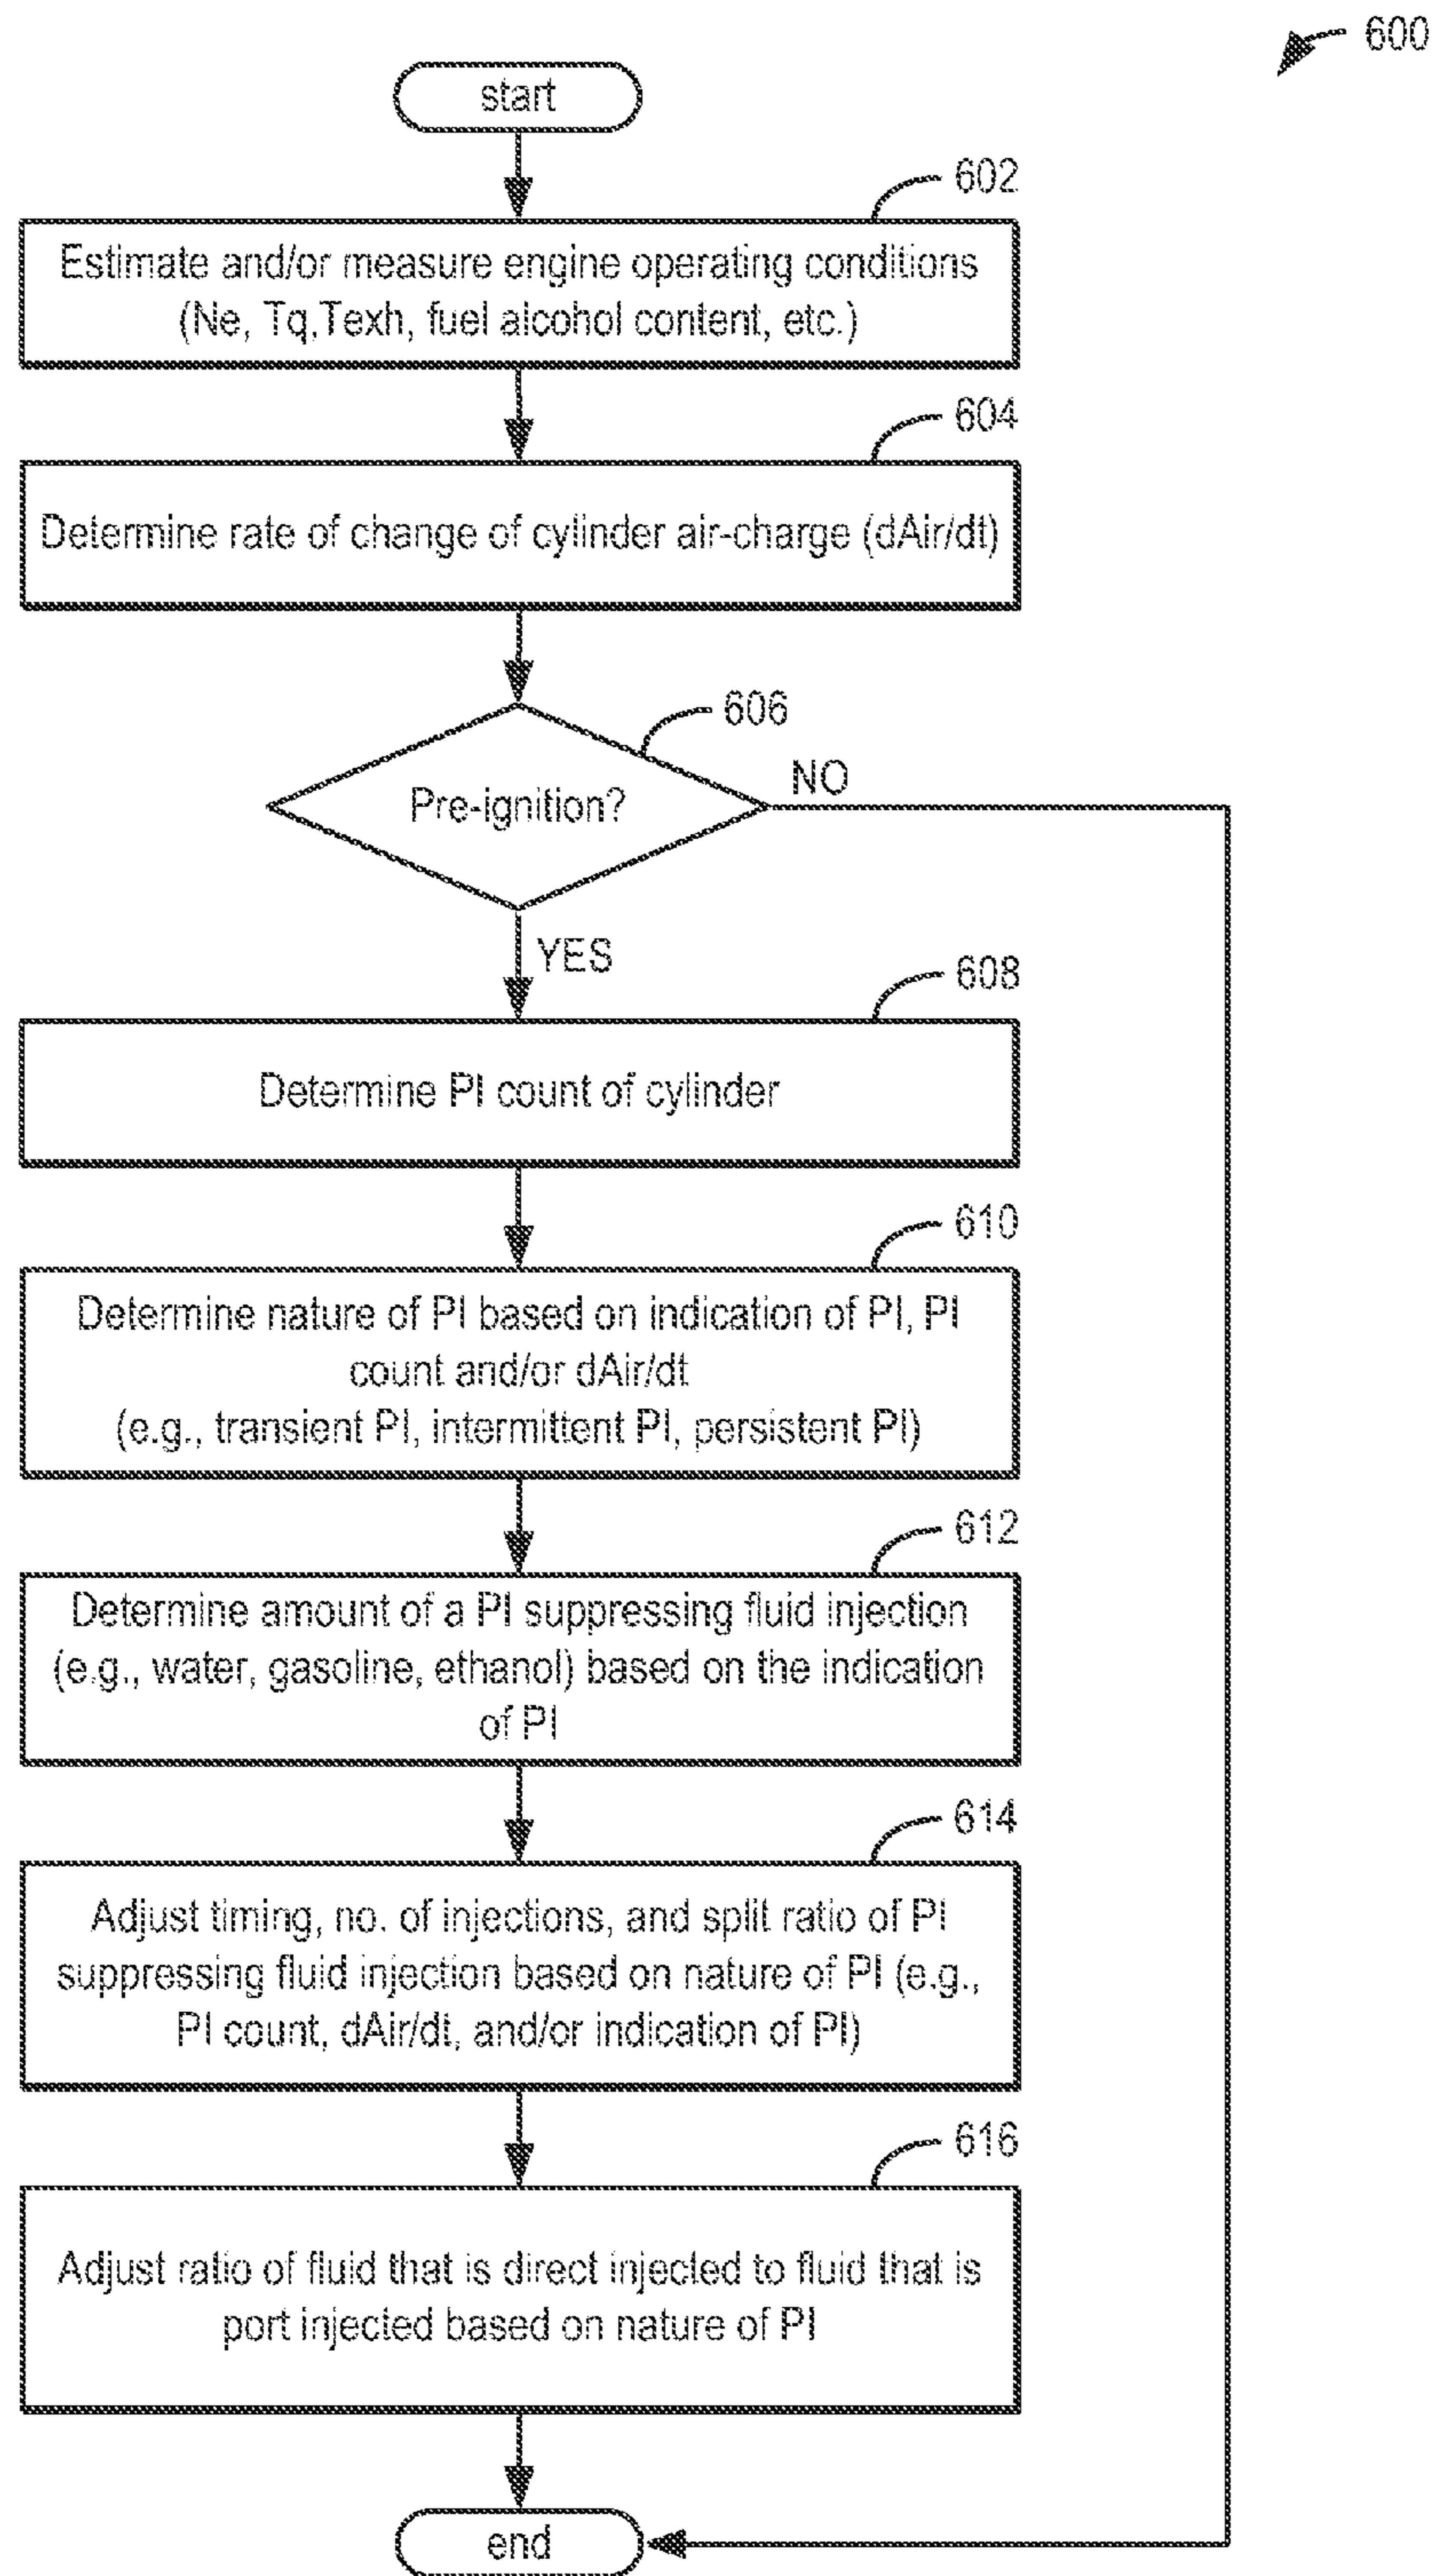 600
start
602
Estimate and/or measure engine operating conditions
(Ne, Tq,Texh, fuel alcohol content, etc.)
604
Determine rate of change of cylinder air-charge (dAir/dt)
606
Pre-ignition?
NO
YES
608
Determine PI count of cylinder
610
Determine nature of PI based on indication of PI, PI
count and/or dAir/dt
(e.g., transient PI, intermittent PI, persistent PI)
612
Determine amount of a PI suppressing fluid injection
(e.g., water, gasoline, ethanol) based on the indication
of PI
614
Adjust timing, no. of injections, and split ratio of PI
suppressing fluid injection based on nature of PI (e.g.,
PI count, dAir/dt, and/or indication of PI)
616
Adjust ratio of fluid that is direct injected to fluid that is
port injected based on nature of PI
end